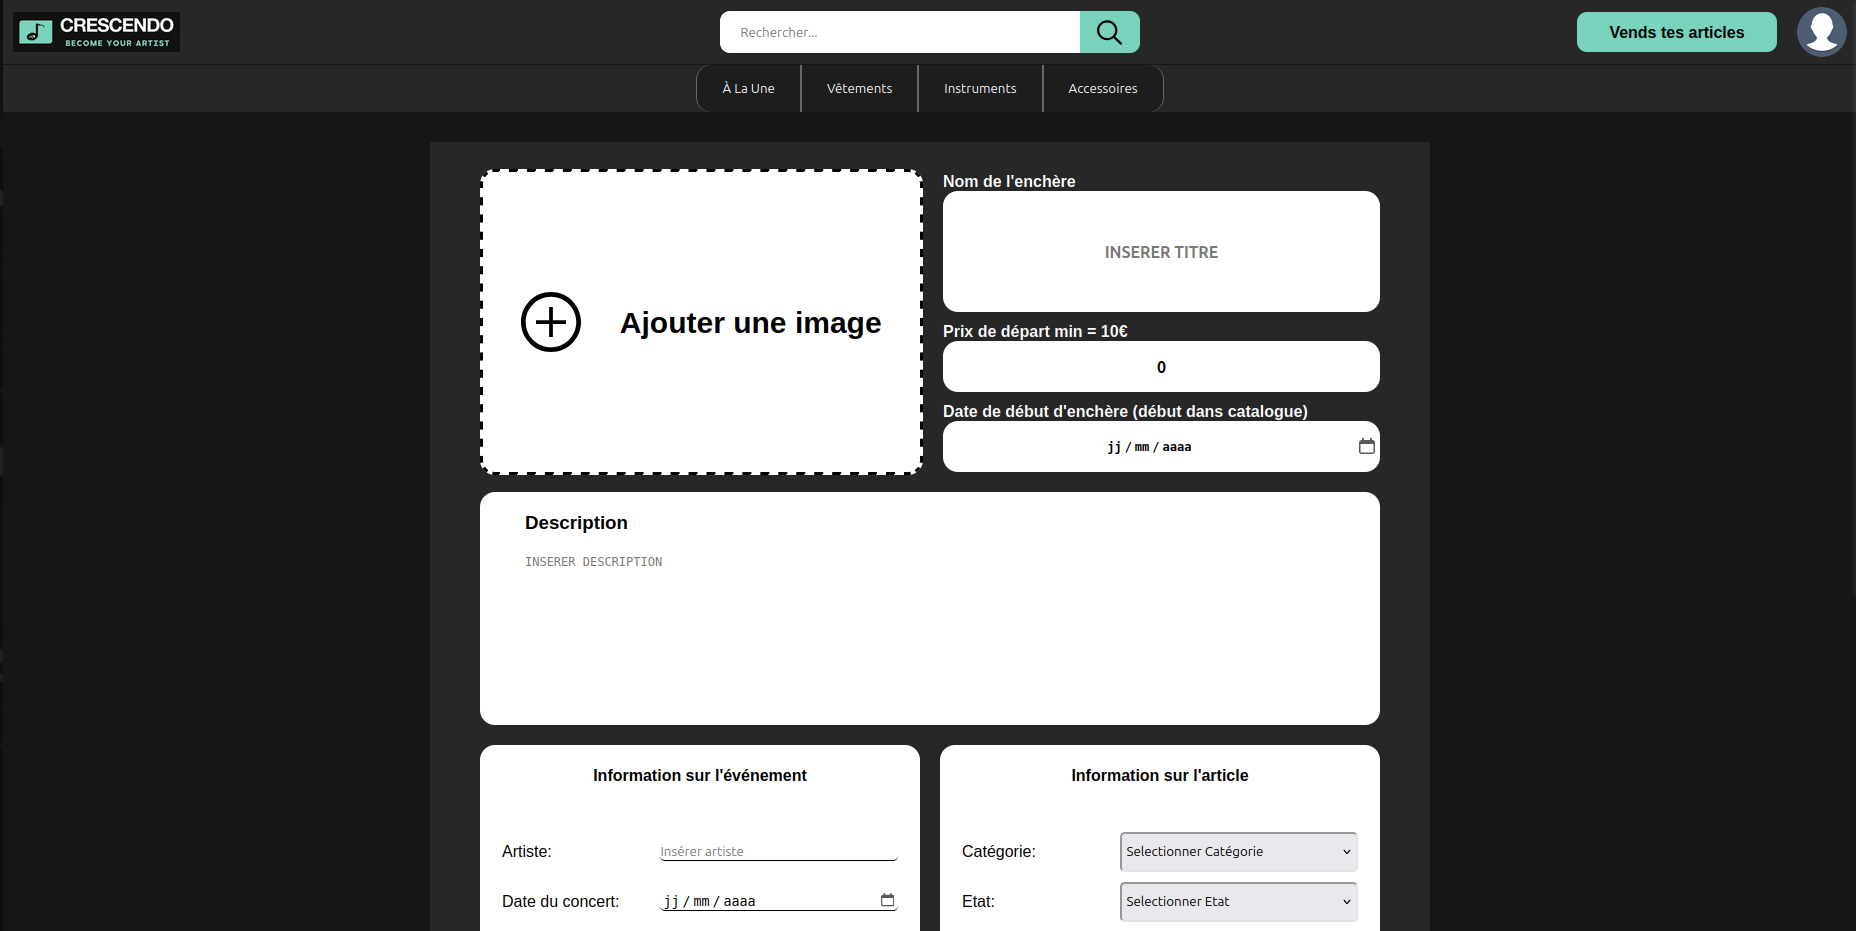 CRESCENDO
BECOME YOUR ARTIST
Rechercher...
Vends tes articles
À La Une
Vêtements
Instruments
Accessoires
Ajouter une image
Nom de l'enchère
INSERER TITRE
Prix de départ min = 10€
0
Date de début d'enchère (début dans catalogue)
jj / mm / aaaa
Description
INSERER DESCRIPTION
Information sur l'événement
Artiste:
Insérer artiste
Date du concert:
jj / mm / aaaa
Information sur l'article
Catégorie:
Selectionner Catégorie
Etat:
Selectionner Etat